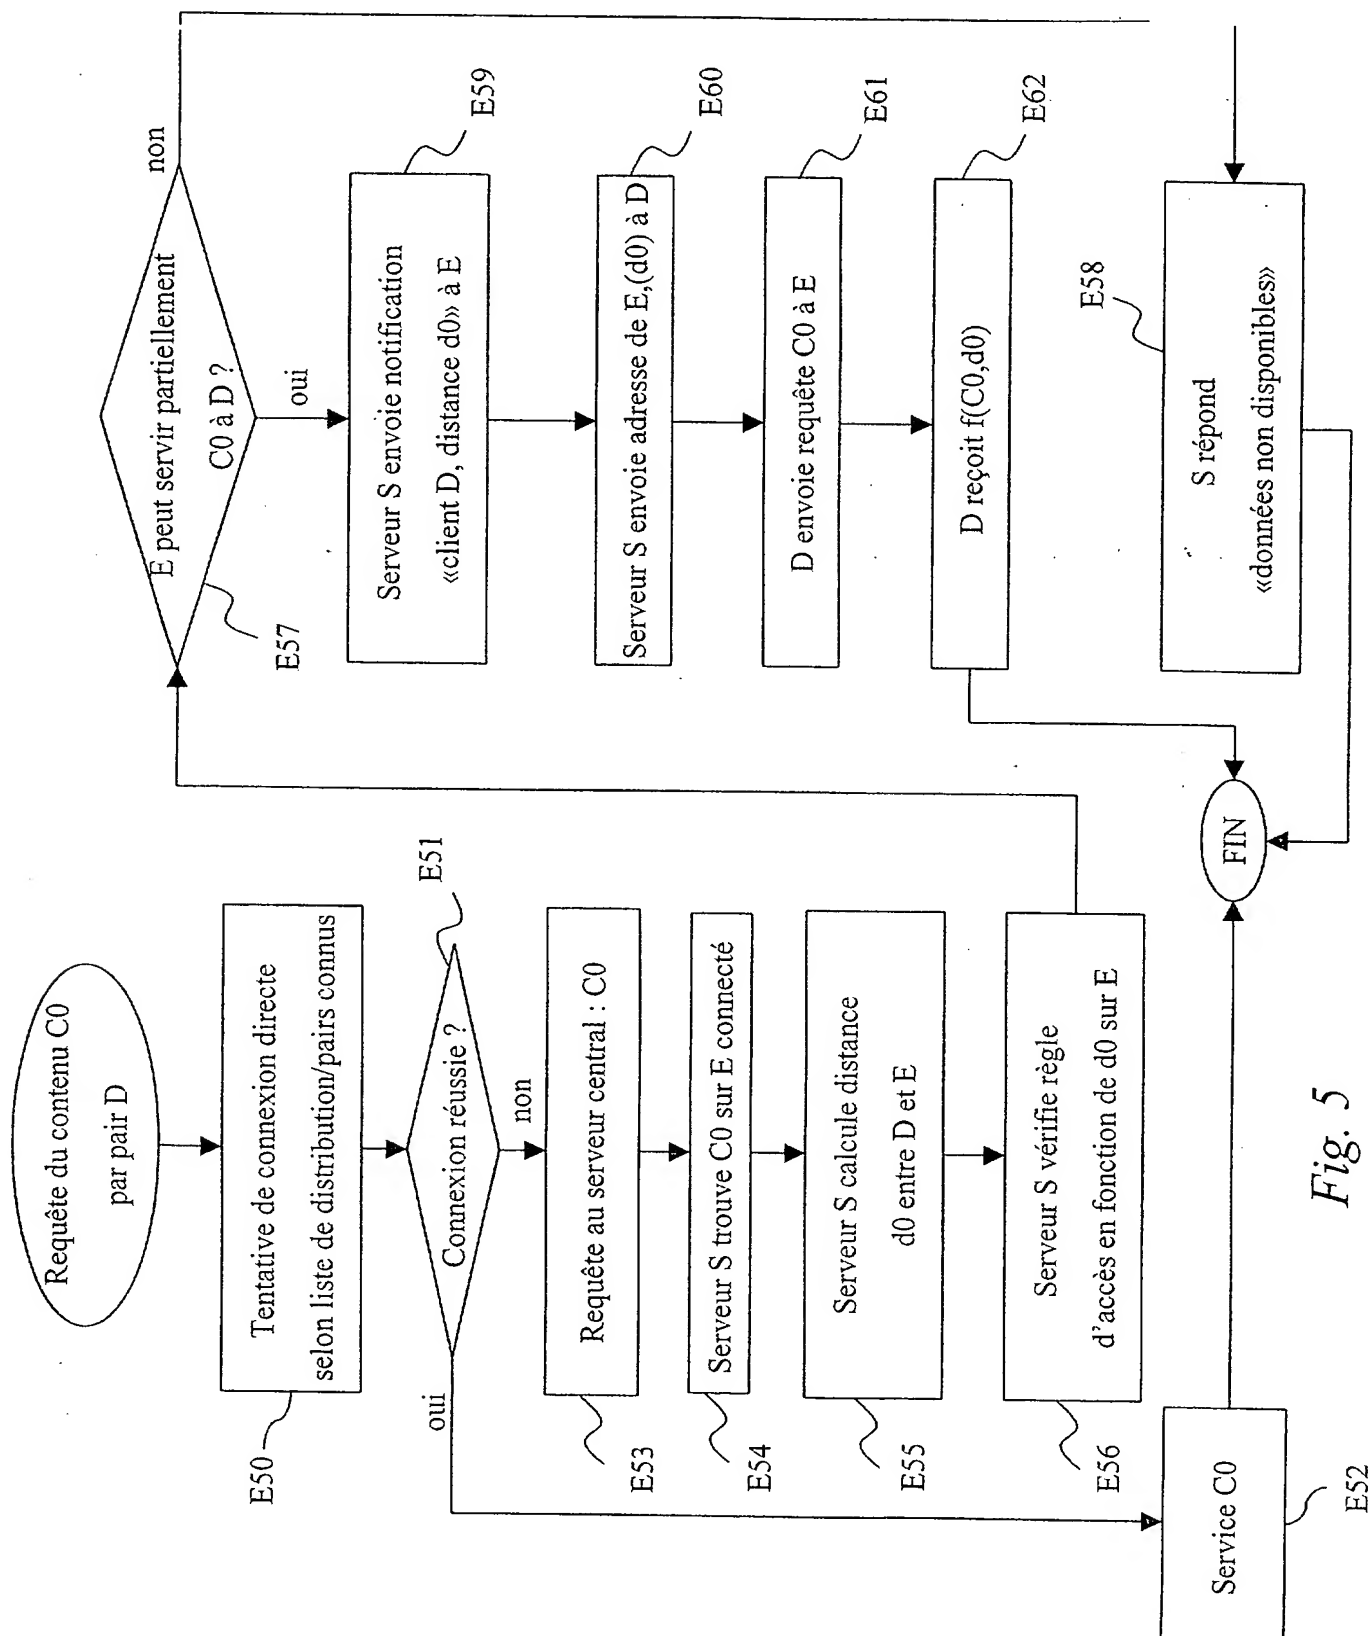 Requête du contenu C0
par pair D
E50
Tentative de connexion directe
selon liste de distribution/pairs connus
E51
Connexion réussie ?
oui
non
E53
Requête au serveur central : C0
E54
Serveur S trouve C0 sur E connecté
E55
Serveur S calcule distance
d0 entre D et E
E56
Serveur S vérifie règle
d'accès en fonction de d0 sur E
Service C0
E52
FIN
E57
E peut servir partiellement
C0 à D ?
non
oui
E59
Serveur S envoie notification
«client D, distance d0» à E
E60
Serveur S envoie adresse de E,(d0) à D
E61
D envoie requête C0 à E
E62
D reçoit f(C0,d0)
E58
S répond
«données non disponibles»
Fig. 5